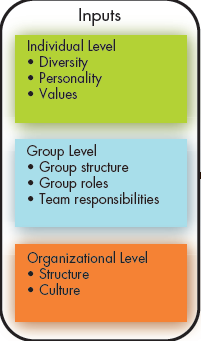 Inputs
Individual Level
• Diversity
• Personality
• Values
Group Level
• Group structure
• Group roles
• Team responsibilities
Organizational Level
• Structure
• Culture